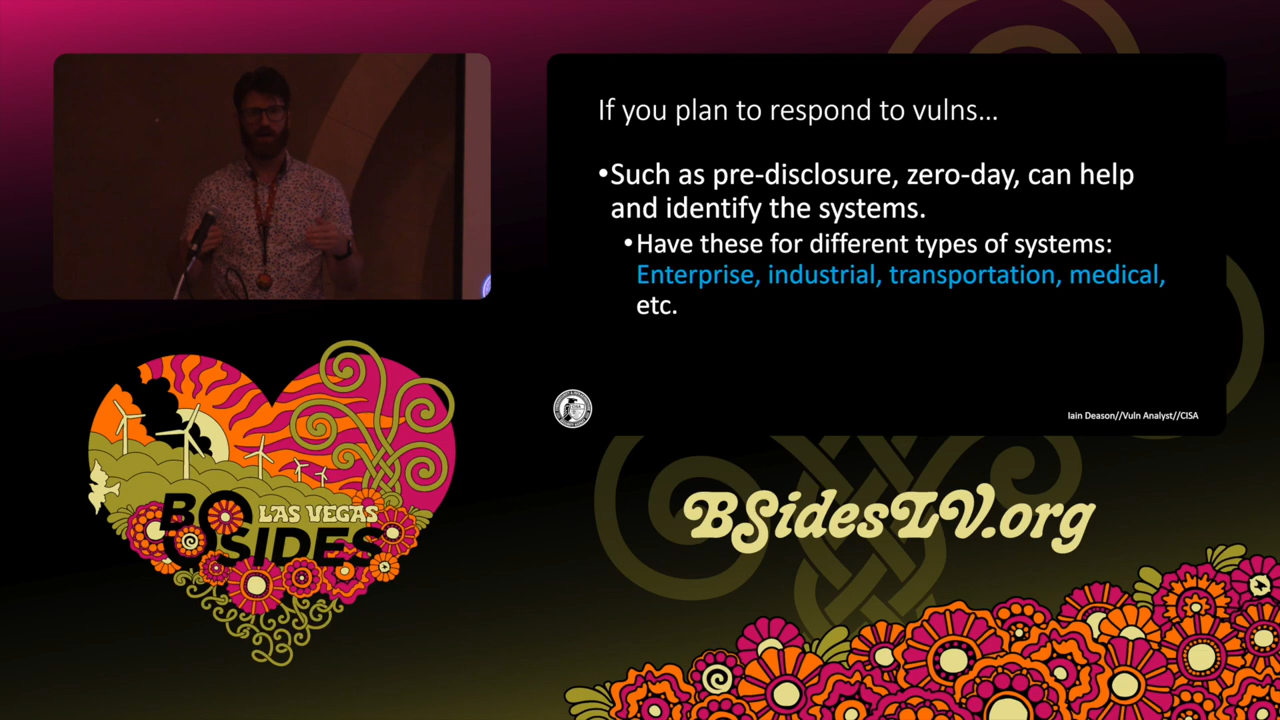 If you plan to respond to vulns…
•Such as pre-disclosure, zero-day, can help
and identify the systems.
•Have these for different types of systems:
Enterprise, industrial, transportation, medical,
etc.
Iain Deason//Vuln Analyst//CISA
LAS VEGAS
BSIDES
BSidesLV.org